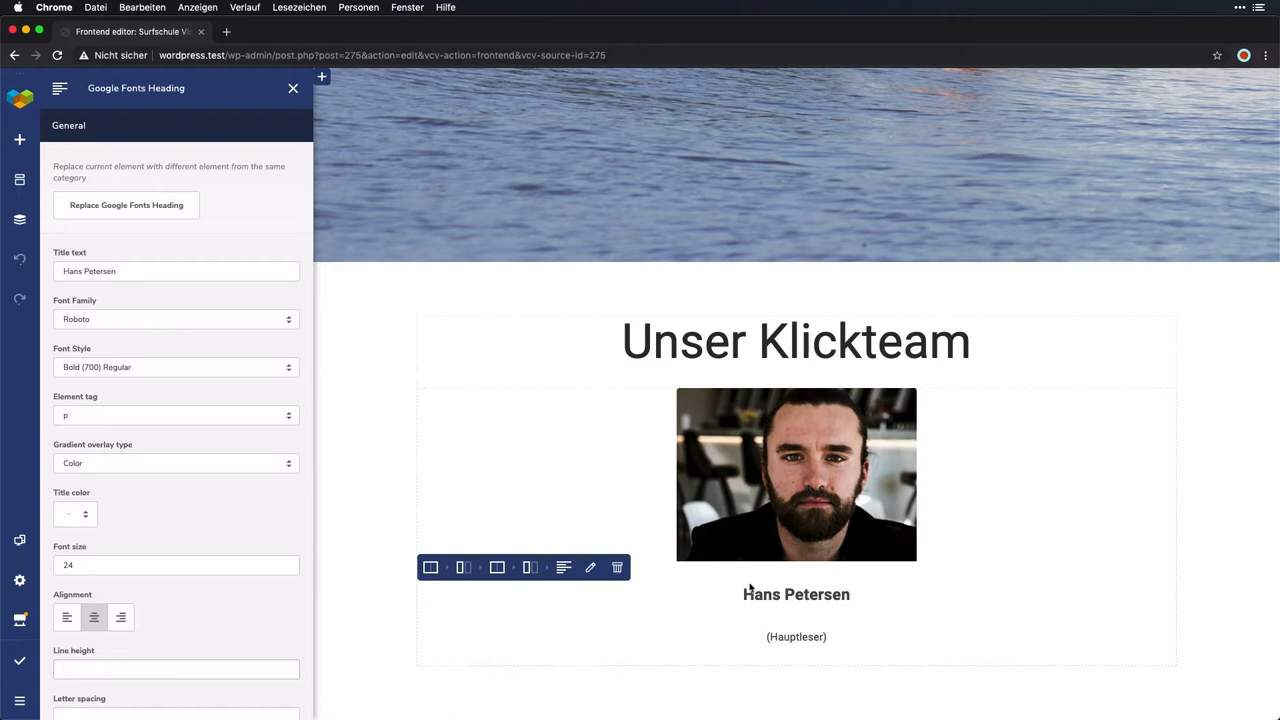 Chrome Datei Bearbeiten Anzeigen Verlauf Lesezeichen Personen Fenster Hilfe
Frontend editor: Surfschule Vi
Nicht sicher wordpress.test/wp-admin/post.php?post=275&action=edit&vcv-action=frontend&vcv-source-id=275
Google Fonts Heading
General
Replace current element with different element from the same
category
Replace Google Fonts Heading
Title text
Hans Petersen
Font Family
Roboto
Font Style
Bold (700) Regular
Element tag
p
Gradient overlay type
Color
Title color
-
Font size
24
Alignment
Line height
Letter spacing
Unser Klickteam
Hans Petersen
(Hauptleser)